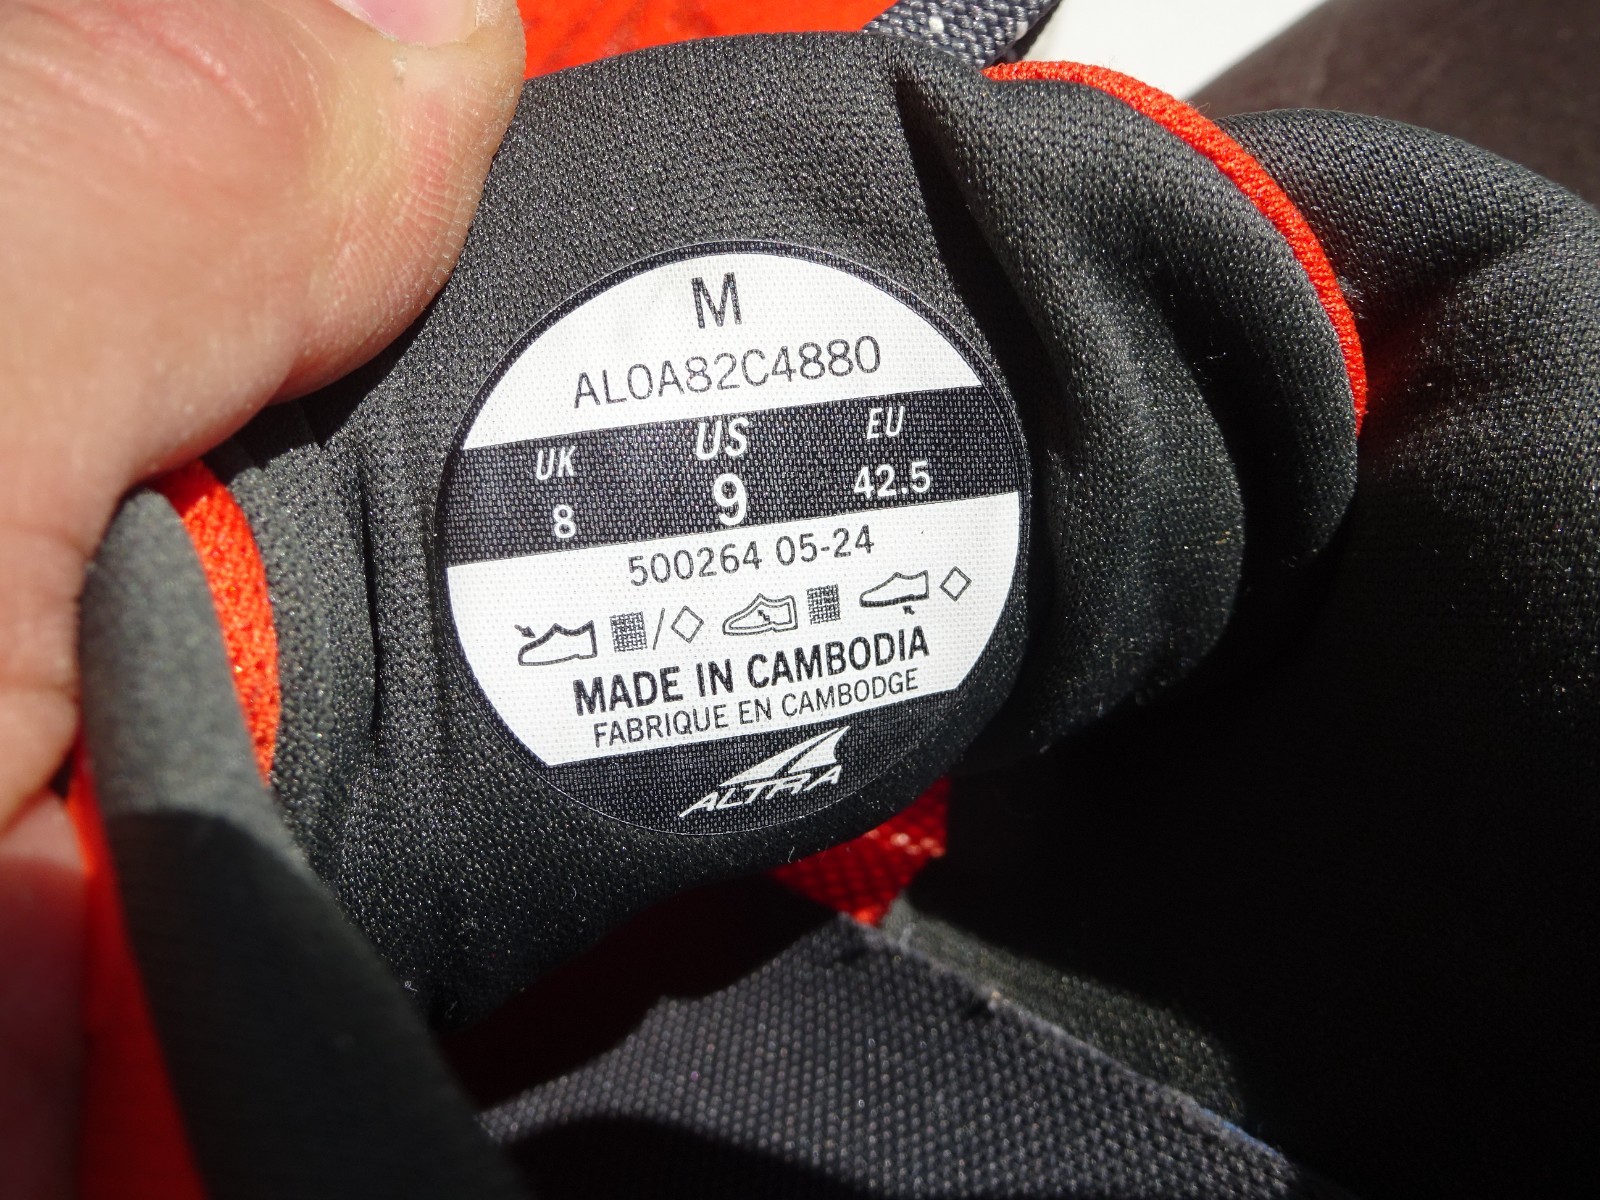 M
AL0A82C4880
UK US EU
8 9 42.5
500264 05-24
/
MADE IN CAMBODIA
FABRIQUE EN CAMBODGE
ALTRA